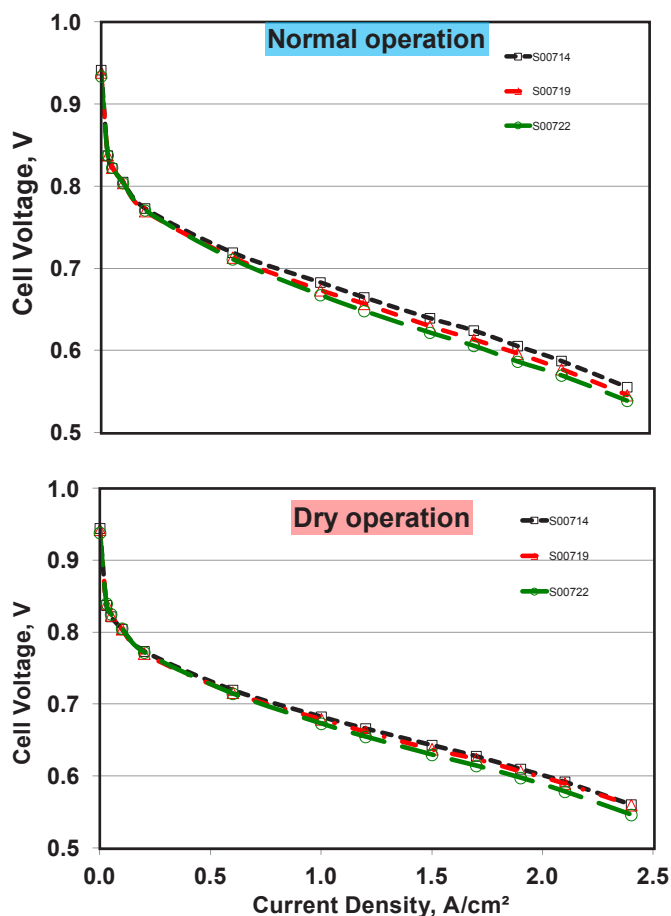 1.0
Normal operation
S00714
0.9
S00719
S00722
0.8
Cell Voltage, V
0.7
0.6
0.5
1.0
Dry operation
S00714
0.9
S00719
S00722
0.8
Cell Voltage, V
0.7
0.6
0.5
0.0 0.5 1.0 1.5 2.0 2.5
Current Density, A/cm²